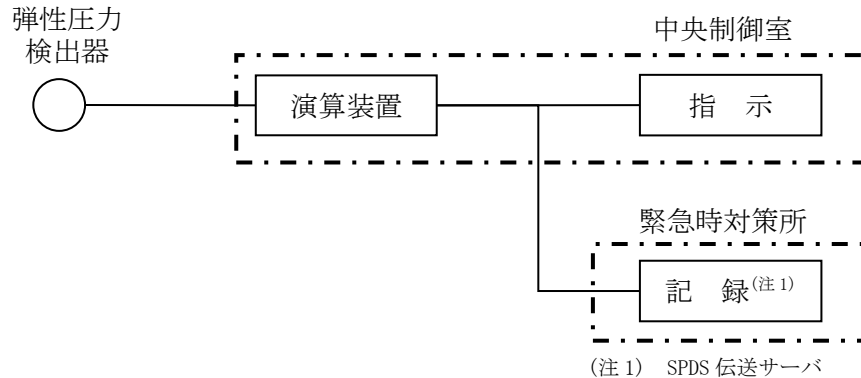 弾性圧力
検出器
中央制御室
演算装置
指　示
緊急時対策所
記　録(注1)
(注1)　SPDS伝送サーバ